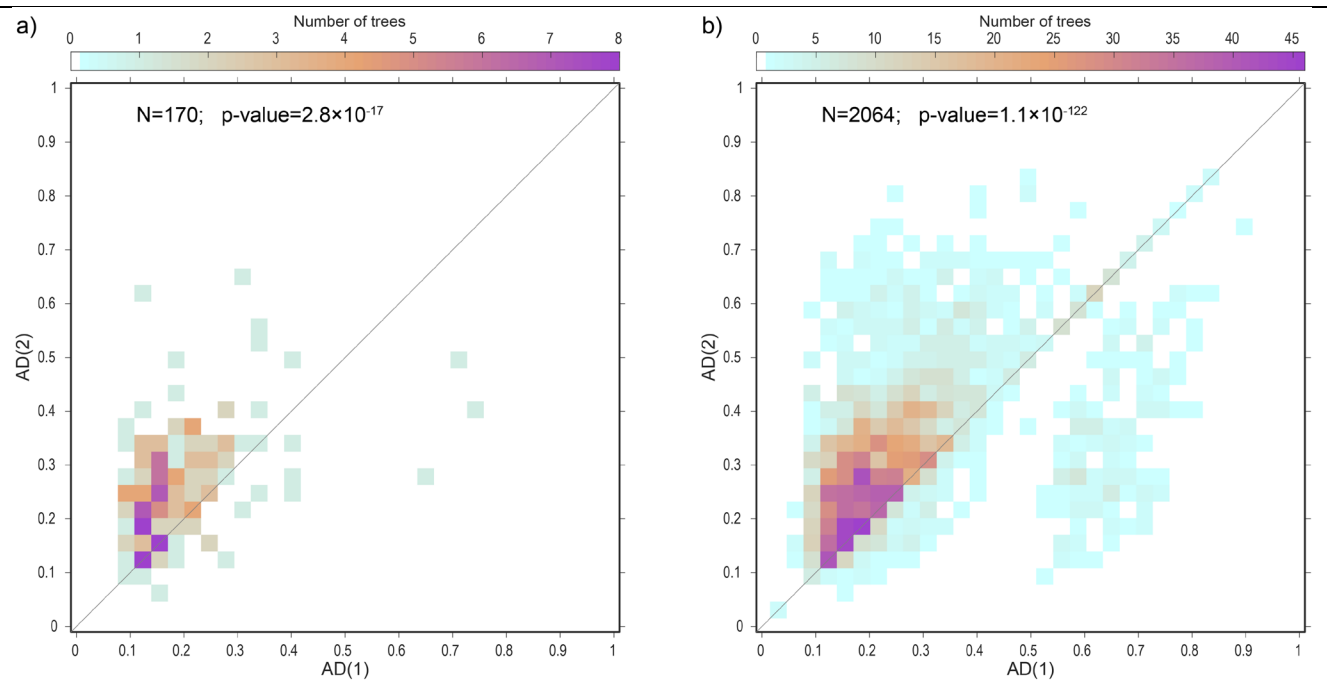 a)
Number of trees
0 1 2 3 4 5 6 7 8
N=170; p-value=2.8×10⁻¹⁷
1
0.9
0.8
0.7
0.6
0.5
0.4
0.3
0.2
0.1
0
AD(2)
0 0.1 0.2 0.3 0.4 0.5 0.6 0.7 0.8 0.9 1
AD(1)
b)
Number of trees
0 5 10 15 20 25 30 35 40 45
N=2064; p-value=1.1×10⁻¹²²
1
0.9
0.8
0.7
0.6
0.5
0.4
0.3
0.2
0.1
0
AD(2)
0 0.1 0.2 0.3 0.4 0.5 0.6 0.7 0.8 0.9 1
AD(1)